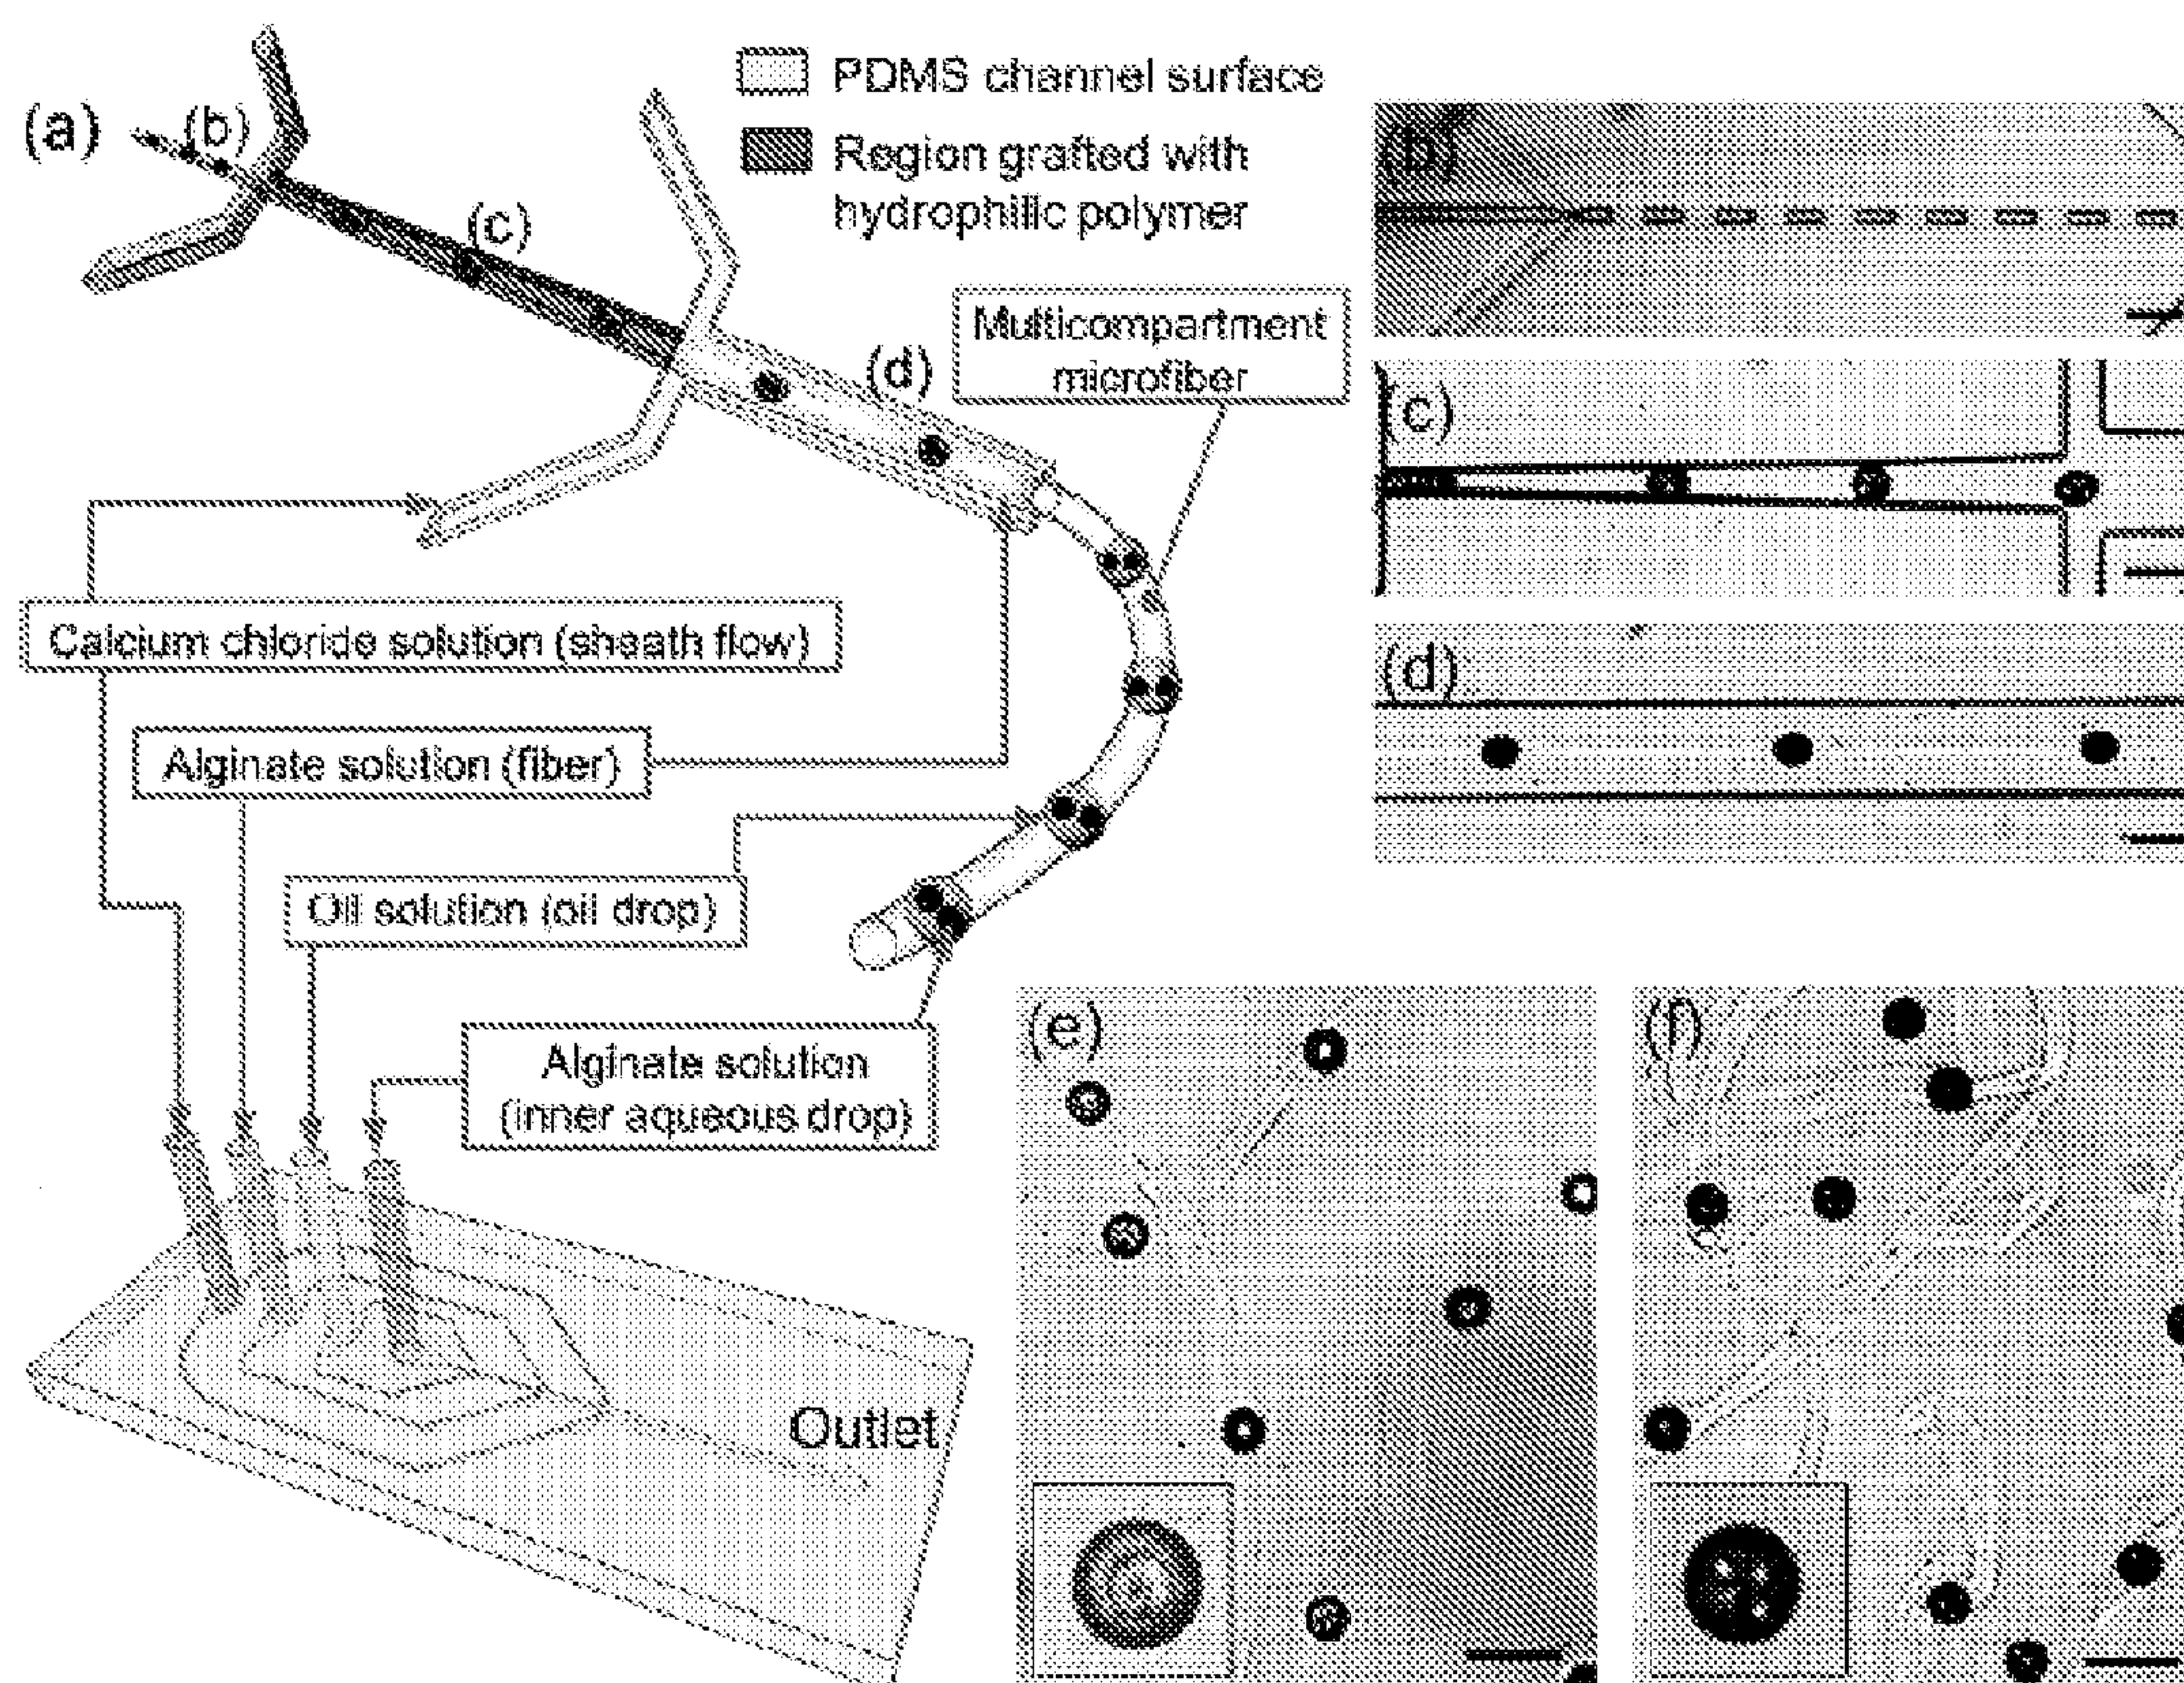 (a)
(b)
(c)
(d)
PDMS channel surface
Region grafted with
hydrophilic polymer
Multicompartment
microfiber
Calcium chloride solution (sheath flow)
Alginate solution (fiber)
Oil solution (oil drop)
Alginate solution
(inner aqueous drop)
Outlet
(b)
(c)
(d)
(e)
(f)